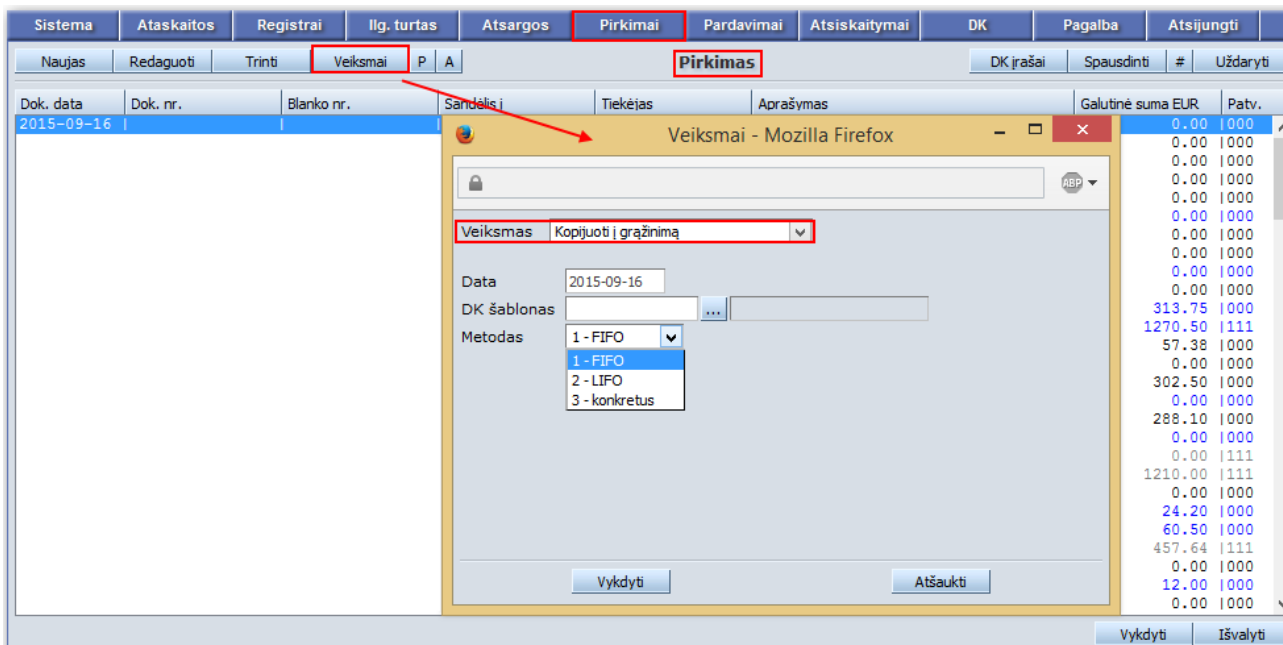 Sistema Ataskaitos Registrai Ilg. turtas Atsargos Pirkimai Pardavimai Atsiskaitymai DK Pagalba Atsijungti
Naujas Redaguoti Trinti Veiksmai P A Pirkimas DK įrašai Spausdinti # Uždaryti
Dok. data Dok. nr. Blanko nr. Sandėlis į Tiekėjas Aprašymas Galutinė suma EUR Patv.
2015-09-16 | | | 0.00 |000
Veiksmai - Mozilla Firefox
0.00 |000
0.00 |000
ABP 0.00 |000
0.00 |000
0.00 |000
Veiksmas Kopijuoti į grąžinimą 0.00 |000
0.00 |000
0.00 |000
Data 2015-09-16 0.00 |000
DK šablonas ... 313.75 |000
1270.50 |111
Metodas 1 - FIFO 57.38 |000
1 - FIFO 0.00 |000
2 - LIFO 302.50 |000
3 - konkretus 0.00 |000
288.10 |000
0.00 |000
0.00 |111
1210.00 |111
0.00 |000
24.20 |000
60.50 |000
457.64 |111
0.00 |000
Vykdyti Atšaukti 12.00 |000
0.00 |000
Vykdyti Išvalyti